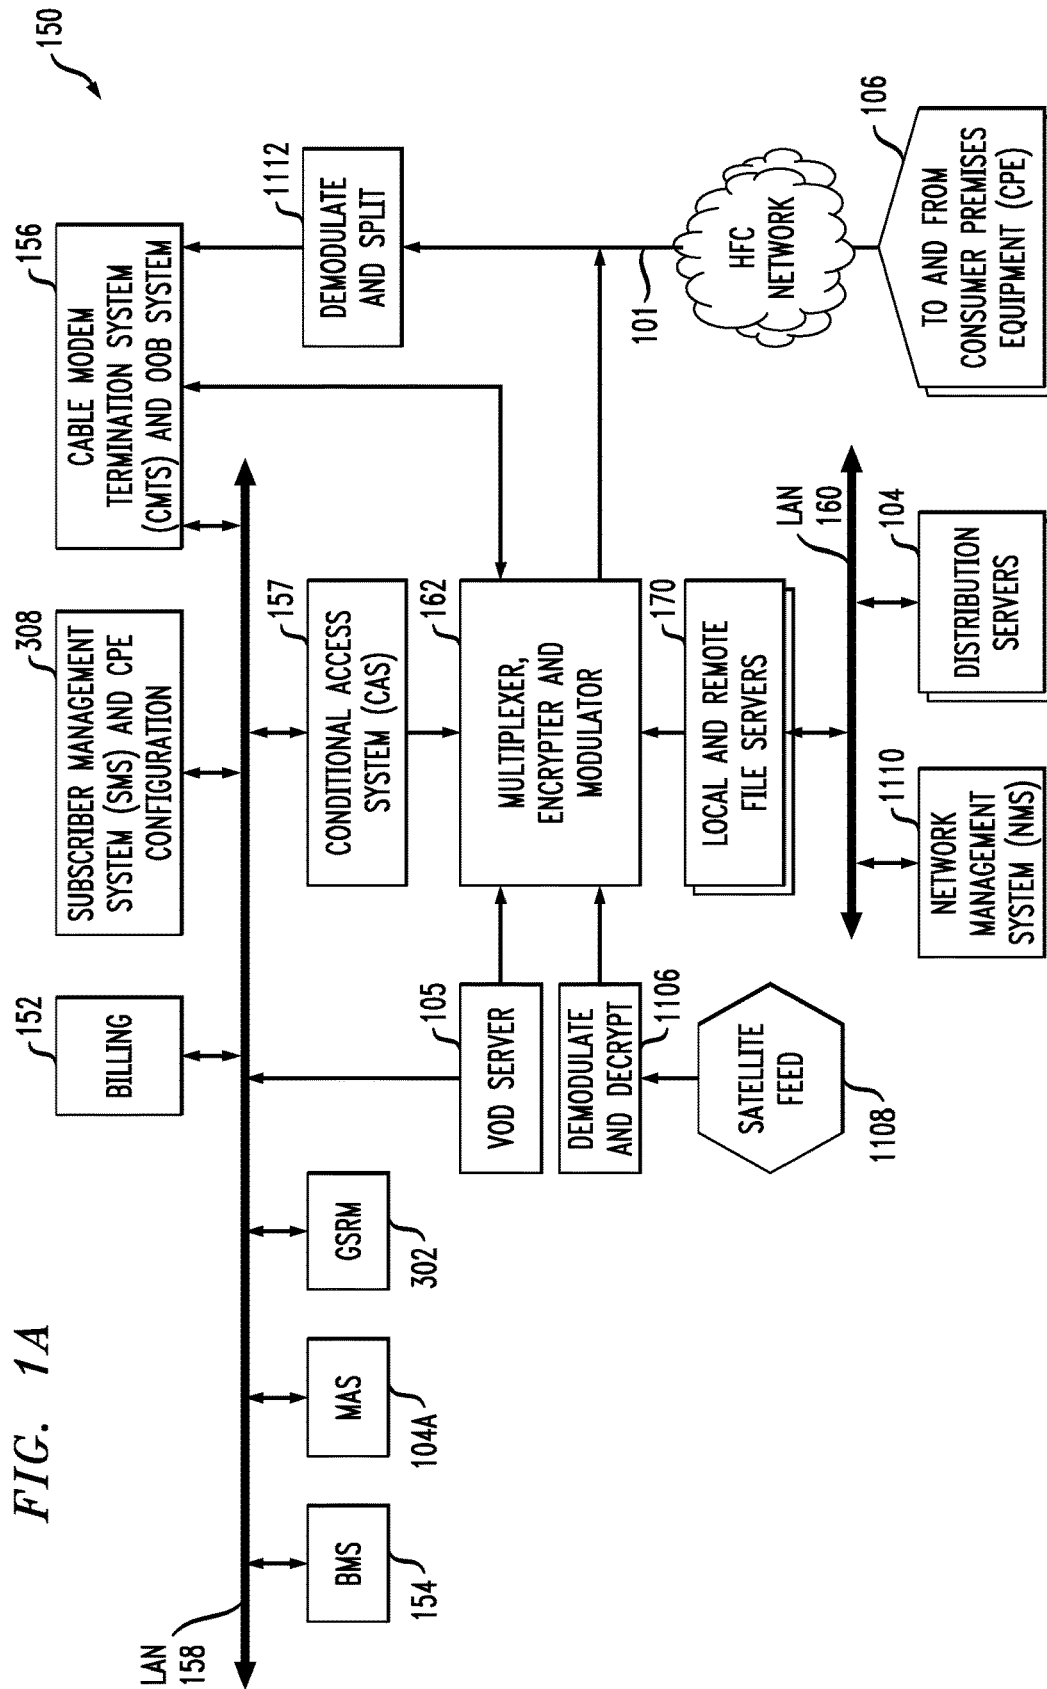 FIG. 1A
150
152
BILLING
308
SUBSCRIBER MANAGEMENT
SYSTEM (SMS) AND CPE
CONFIGURATION
156
CABLE MODEM
TERMINATION SYSTEM
(CMTS) AND OOB SYSTEM
LAN
158
BMS
154
MAS
104A
GSRM
302
157
CONDITIONAL ACCESS
SYSTEM (CAS)
1112
DEMODULATE
AND SPLIT
105
VOD SERVER
162
MULTIPLEXER,
ENCRYPTER AND
MODULATOR
DEMODULATE
AND DECRYPT
1106
SATELLITE
FEED
1108
170
LOCAL AND REMOTE
FILE SERVERS
101
HFC
NETWORK
LAN
160
1110
NETWORK
MANAGEMENT
SYSTEM (NMS)
104
DISTRIBUTION
SERVERS
106
TO AND FROM
CONSUMER PREMISES
EQUIPMENT (CPE)